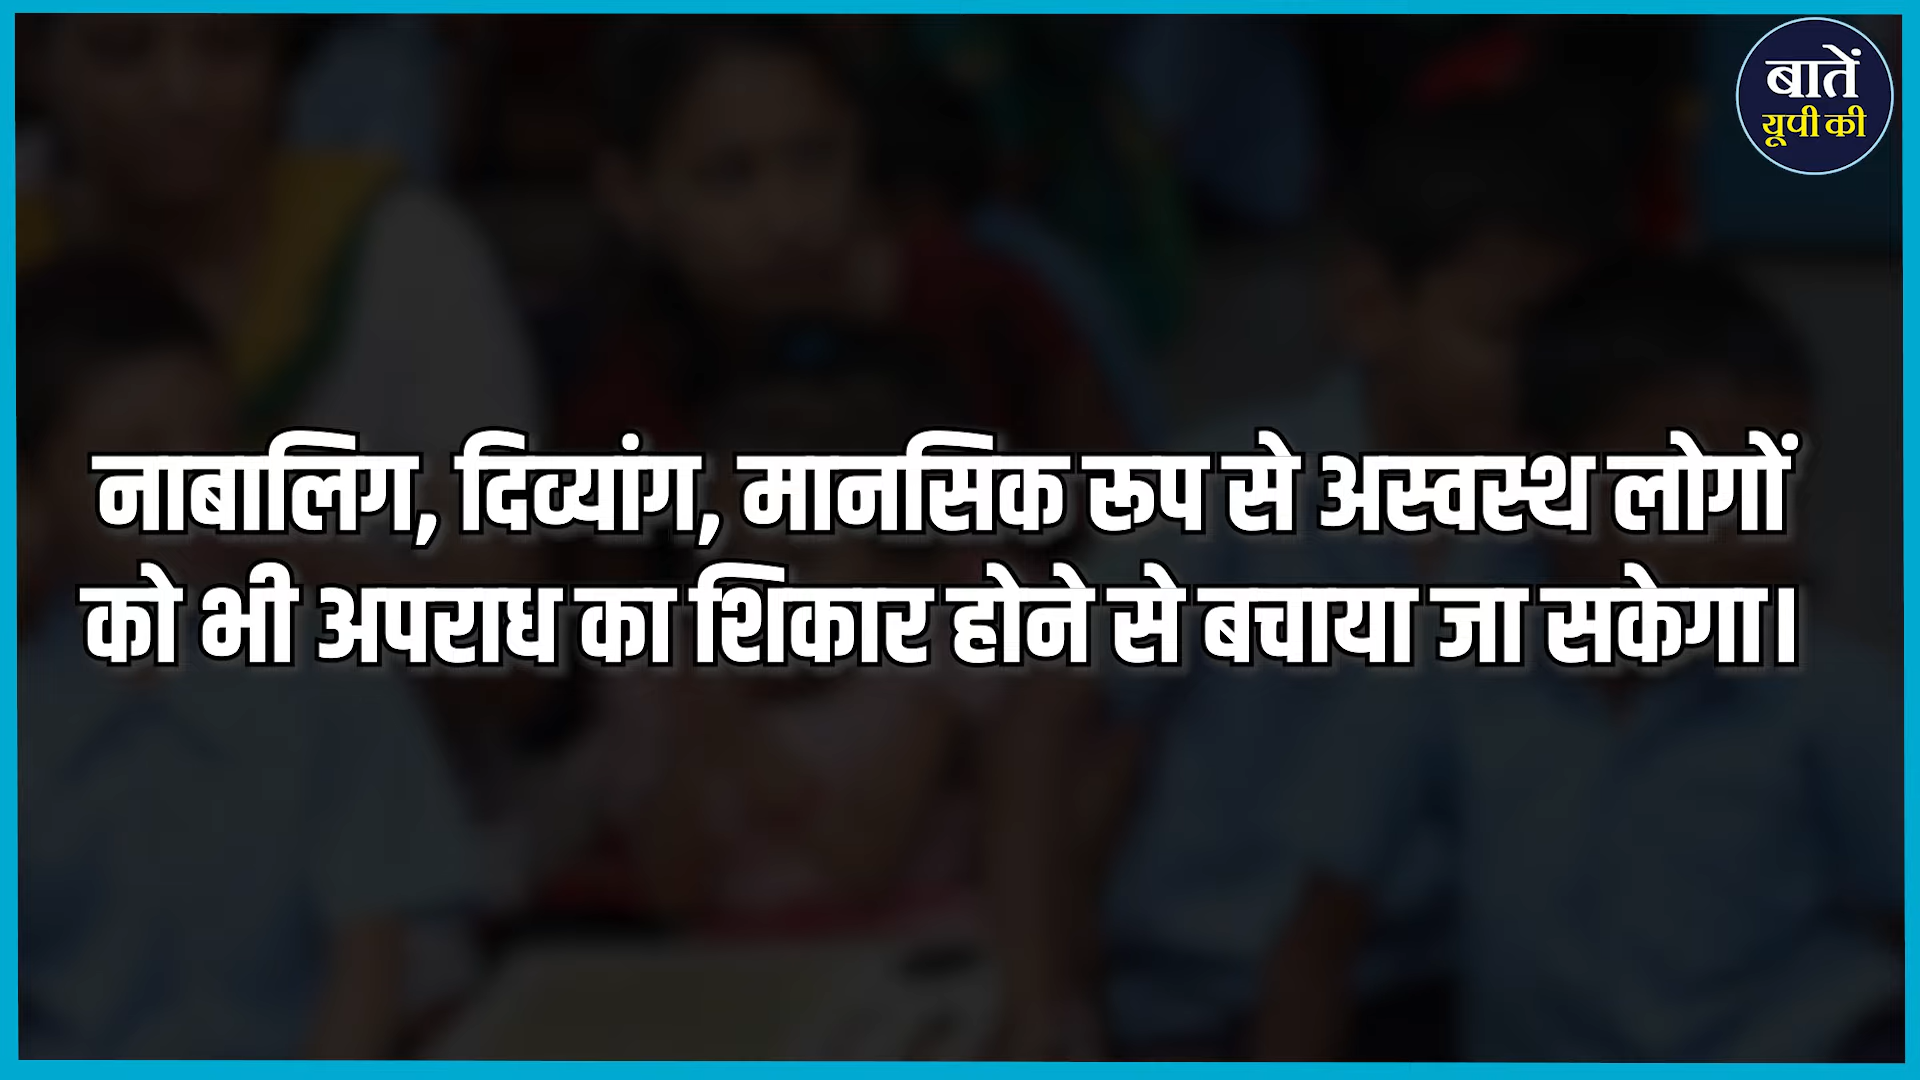 बातें
यूपी की
नाबालिग, दिव्यांग, मानसिक रूप से अस्वस्थ लोगों
को भी अपराध का शिकार होने से बचाया जा सकेगा।